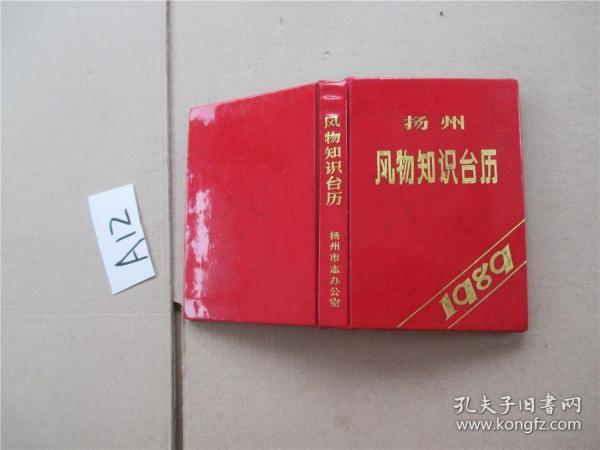 A12
风物知识台历
扬州市志办公室
扬州
风物知识台历
1989
孔夫子旧书网
www.kongfz.com